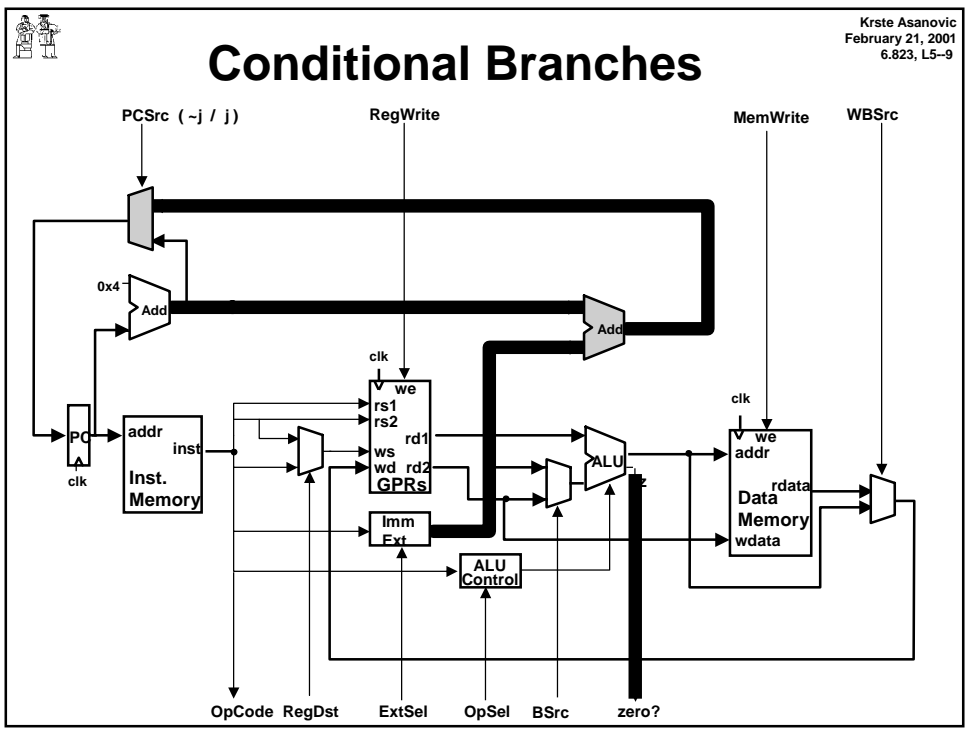 Krste Asanovic
February 21, 2001
6.823, L5--9
Conditional Branches
PCSrc ( ~j / j )
RegWrite
MemWrite
WBSrc
0x4
Add
Add
clk
we
rs1
rs2
rd1
ws
wd rd2
GPRs
clk
we
addr
rdata
Data
Memory
wdata
PC
clk
addr
inst
Inst.
Memory
ALU
z
Imm
Ext
ALU
Control
OpCode RegDst ExtSel OpSel BSrc zero?